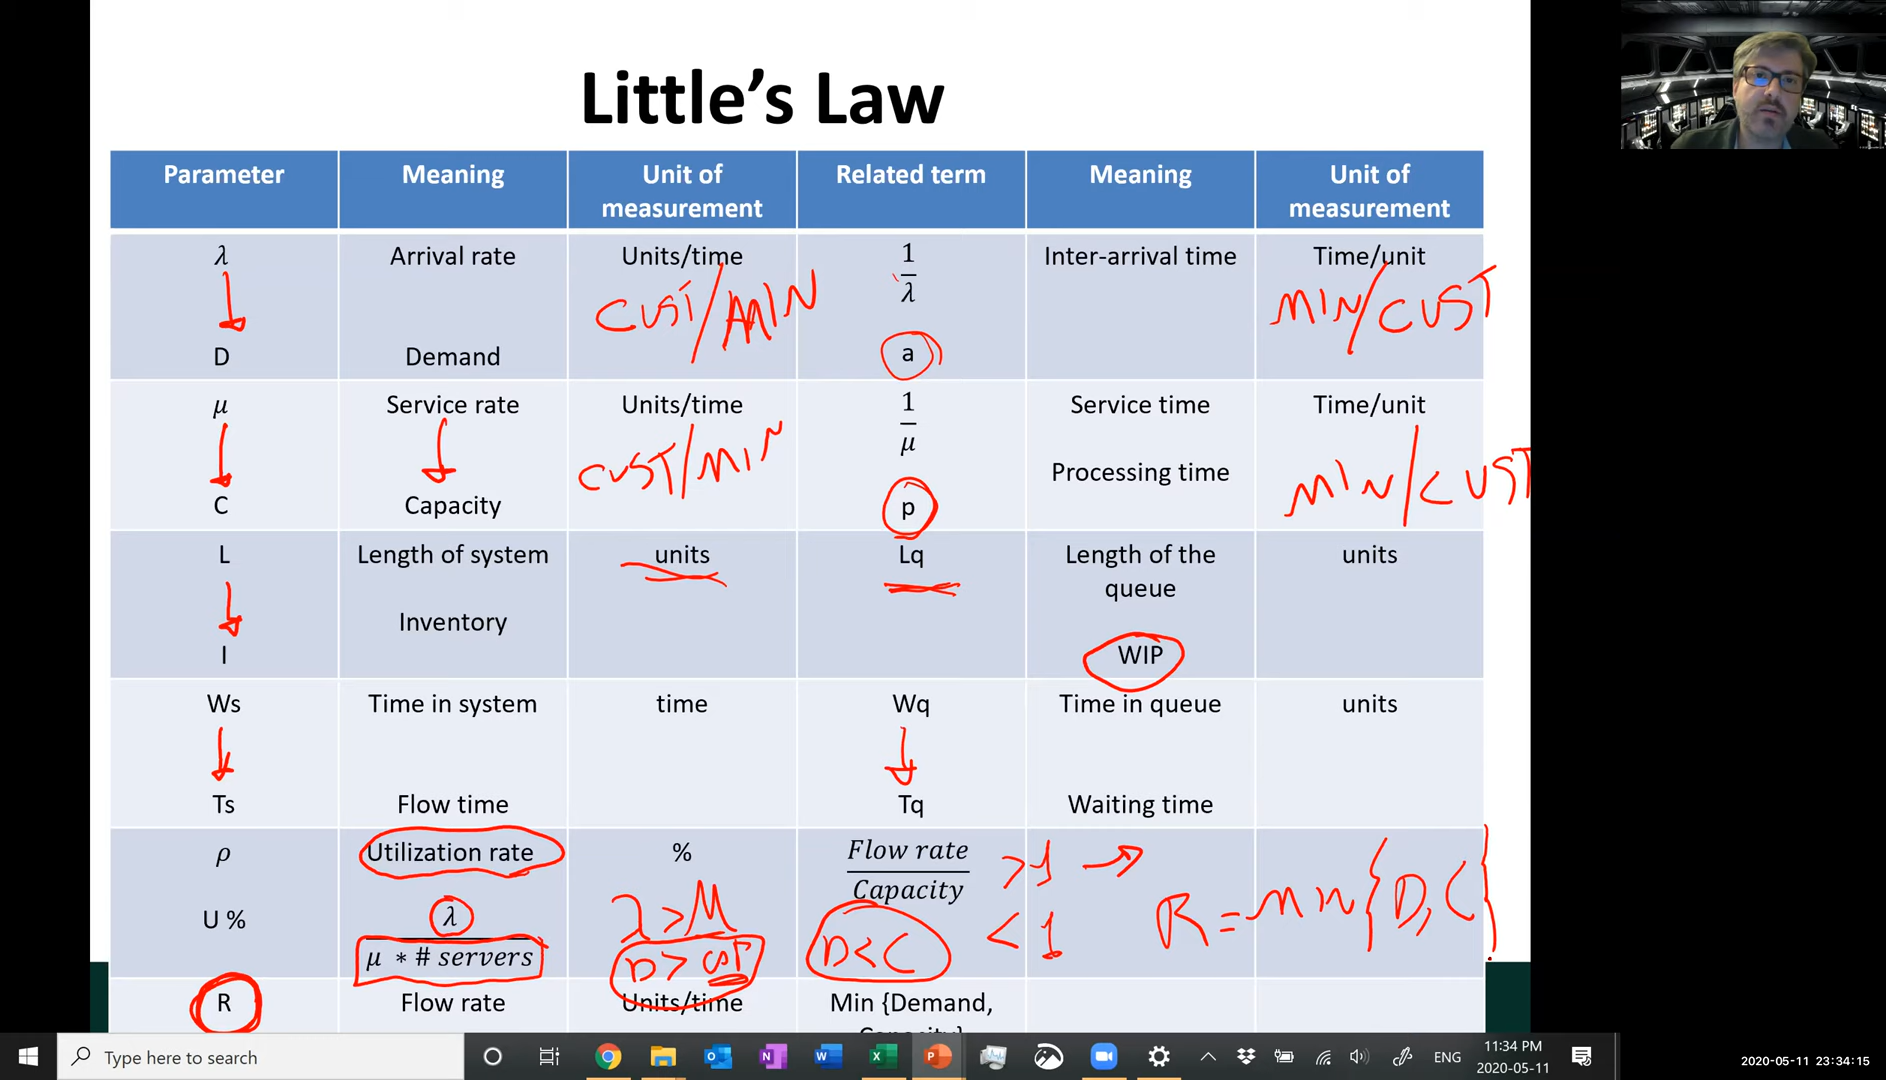 Little's Law
Parameter Meaning Unit of measurement Related term Meaning Unit of measurement
λ Arrival rate Units/time 1/λ Inter-arrival time Time/unit
CUST/MIN MIN/CUST
D Demand a
μ Service rate Units/time 1/μ Service time Time/unit
CUST/MIN Processing time MIN/CUST
C Capacity p
L Length of system units Lq Length of the queue units
Inventory
I WIP
Ws Time in system time Wq Time in queue units
Ts Flow time Tq Waiting time
ρ Utilization rate % Flow rate/Capacity >1
U % λ/μ * # servers λ>M D<C <1 R = MIN{D,C}
D>
R Flow rate Units/time Min {Demand,
Capacity}
Type here to search
ENG
11:34 PM
2020-05-11
2020-05-11 23:34:15